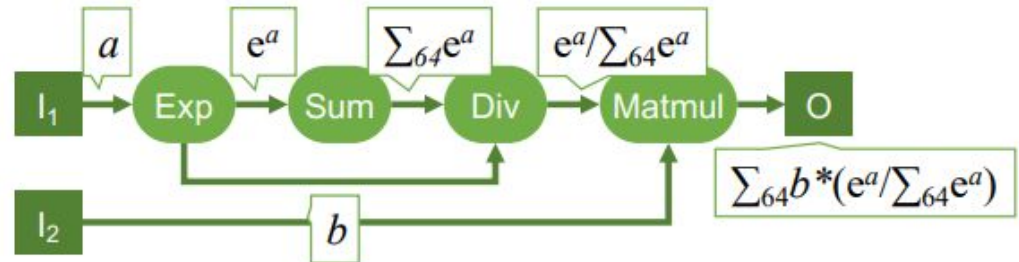 a e^a ∑_64 e^a e^a/∑_64 e^a
I_1 Exp Sum Div Matmul O
∑_64 b*(e^a/∑_64 e^a)
I_2 b